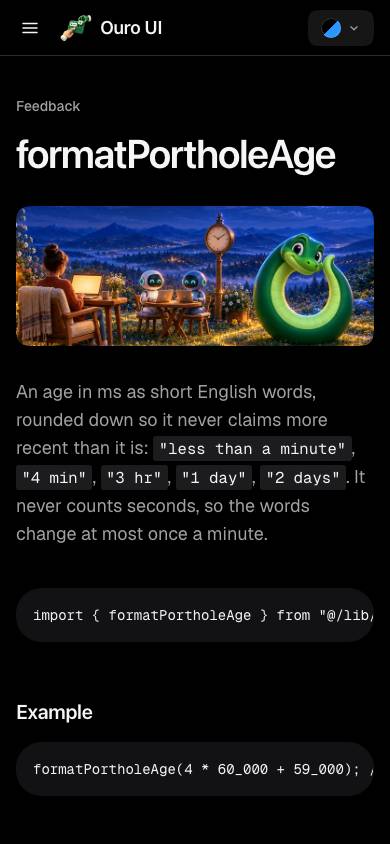 Ouro UI
Feedback
formatPortholeAge
An age in ms as short English words,
rounded down so it never claims more
recent than it is: "less than a minute",
"4 min", "3 hr", "1 day", "2 days". It
never counts seconds, so the words
change at most once a minute.
import { formatPortholeAge } from "@/lib/
Example
formatPortholeAge(4 * 60_000 + 59_000); /